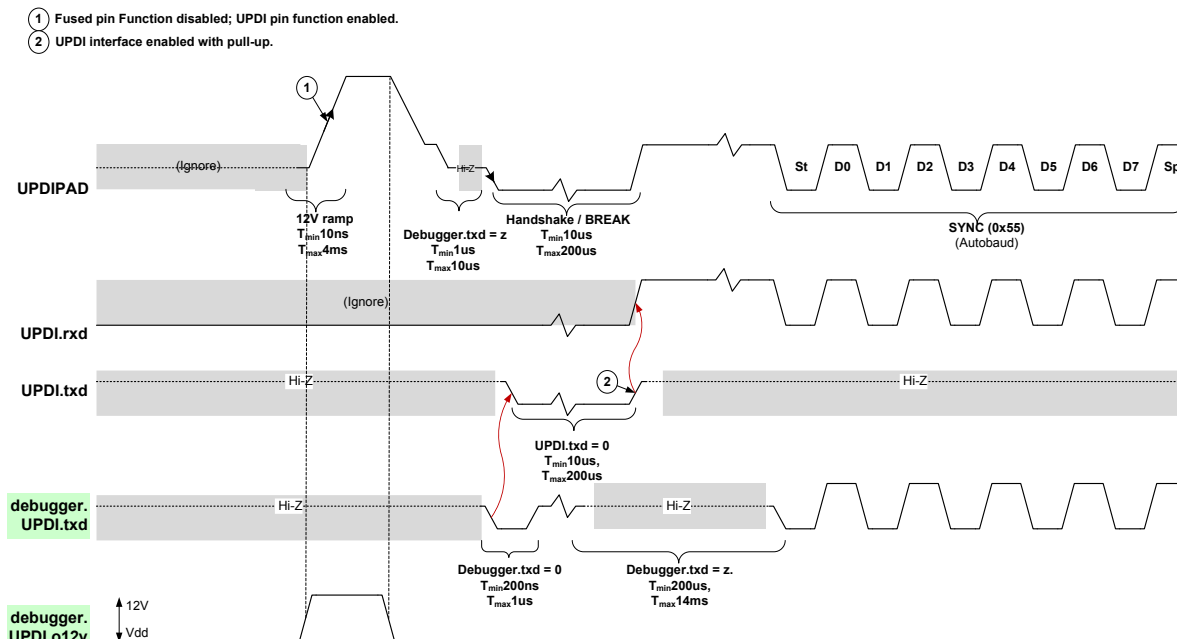 1 Fused pin Function disabled; UPDI pin function enabled.
2 UPDI interface enabled with pull-up.
1
(Ignore)
Hi-Z
St D0 D1 D2 D3 D4 D5 D6 D7 Sp
UPDIPAD
12V ramp
Tmin10ns
Tmax4ms
Debugger.txd = z
Tmin1us
Tmax10us
Handshake / BREAK
Tmin10us
Tmax200us
SYNC (0x55)
(Autobaud)
(Ignore)
UPDI.rxd
Hi-Z
2
Hi-Z
UPDI.txd
UPDI.txd = 0
Tmin10us,
Tmax200us
debugger.
UPDI.txd
Hi-Z
Hi-Z
Debugger.txd = 0
Tmin200ns
Tmax1us
Debugger.txd = z.
Tmin200us,
Tmax14ms
debugger.
UPDI.o12v
12V
Vdd